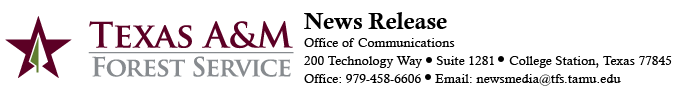 TEXAS A&M
FOREST SERVICE
News Release
Office of Communications
200 Technology Way • Suite 1281 • College Station, Texas 77845
Office: 979-458-6606 • Email: newsmedia@tfs.tamu.edu